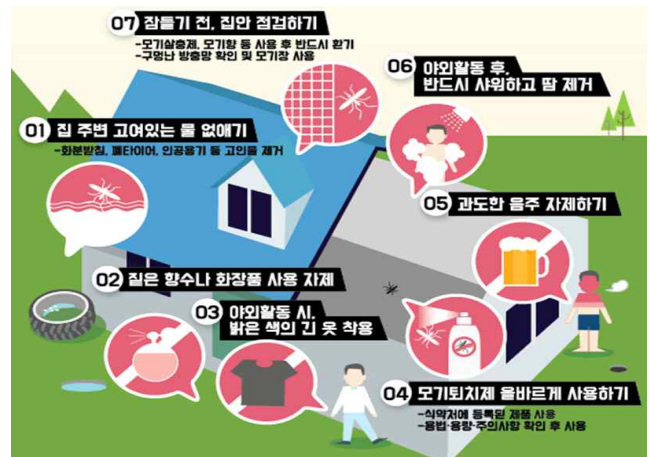 01 집 주변 고여있는 물 없애기
-화분받침, 폐타이어, 인공용기 등 고인물 제거
02 짙은 향수나 화장품 사용 자제
03 야외활동 시,
밝은 색의 긴 옷 착용
04 모기퇴치제 올바르게 사용하기
-식약처에 등록된 제품 사용
-용법·용량·주의사항 확인 후 사용
05 과도한 음주 자제하기
06 야외활동 후,
반드시 샤워하고 땀 제거
07 잠들기 전, 집안 점검하기
-모기살충제, 모기향 등 사용 후 반드시 환기
-구멍난 방충망 확인 및 모기장 사용